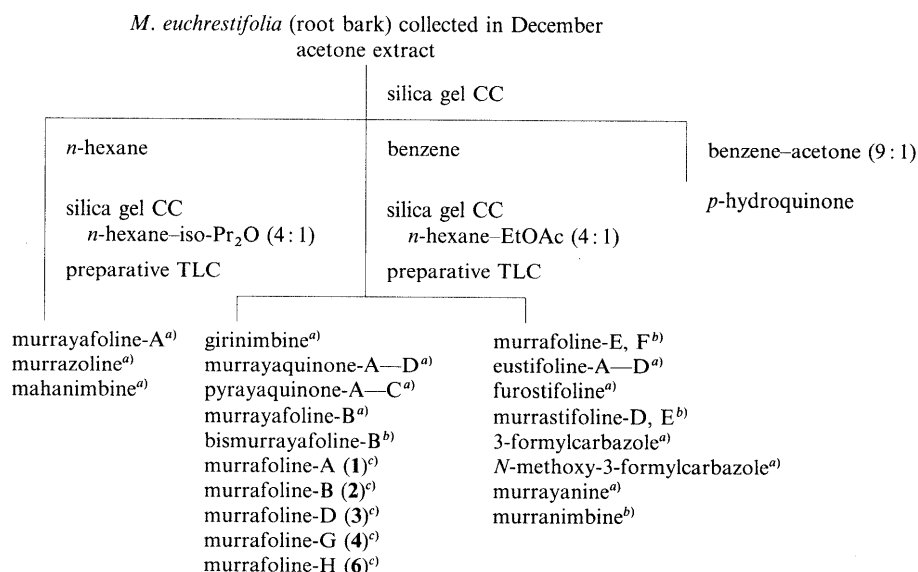 M. euchrestifolia (root bark) collected in December
acetone extract
silica gel CC
n-hexane
benzene
benzene–acetone (9 : 1)
silica gel CC
n-hexane–iso-Pr₂O (4 : 1)
preparative TLC
silica gel CC
n-hexane–EtOAc (4 : 1)
preparative TLC
p-hydroquinone
murrayafoline-Aᵃ⁾
murrazolineᵃ⁾
mahanimbineᵃ⁾
girinimbineᵃ⁾
murrayaquinone-A—Dᵃ⁾
pyrayaquinone-A—Cᵃ⁾
murrayafoline-Bᵃ⁾
bismurrayafoline-Bᵇ⁾
murrafoline-A (1)ᶜ⁾
murrafoline-B (2)ᶜ⁾
murrafoline-D (3)ᶜ⁾
murrafoline-G (4)ᶜ⁾
murrafoline-H (6)ᶜ⁾
murrafoline-E, Fᵇ⁾
eustifoline-A—Dᵃ⁾
furostifolineᵃ⁾
murrastifoline-D, Eᵇ⁾
3-formylcarbazoleᵃ⁾
N-methoxy-3-formylcarbazoleᵃ⁾
murrayanineᵃ⁾
murranimbineᵇ⁾